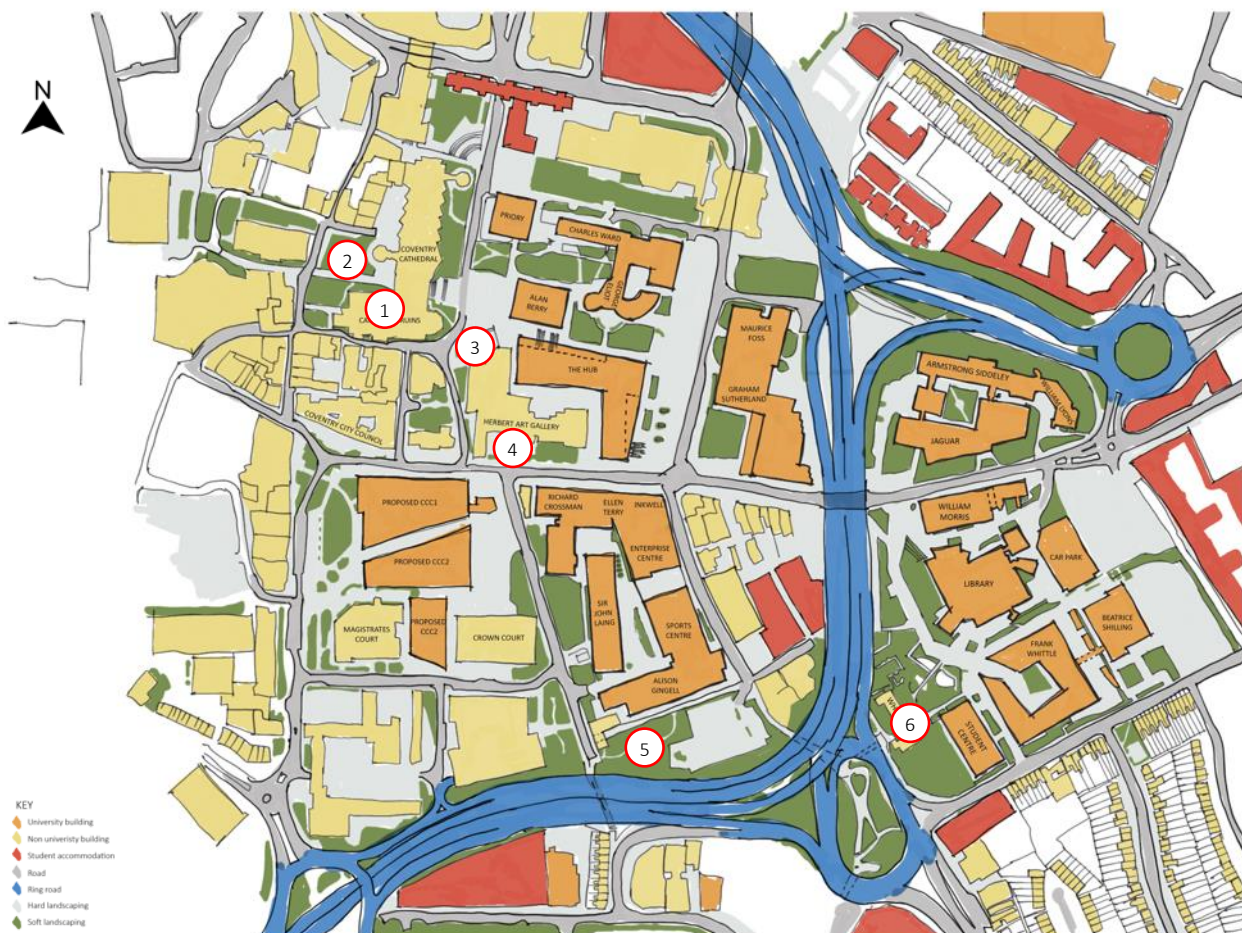 N
PRIORY
CHARLES WARD
COVENTRY
CATHEDRAL
2
GEORGE
ELIOT
1
RUINS
ALAN
BERRY
MAURICE
FOSS
3
THE HUB
ARMSTRONG SIDDELEY
WILLIAM LYONS
GRAHAM
SUTHERLAND
COVENTRY CITY COUNCIL
HERBERT ART GALLERY
4
JAGUAR
PROPOSED CCC1
RICHARD
CROSSMAN
ELLEN
TERRY
INKWELL
WILLIAM
MORRIS
ENTERPRISE
CENTRE
CAR PARK
PROPOSED CCC2
LIBRARY
SIR
JOHN
LAING
MAGISTRATES
COURT
PROPOSED
CCC2
CROWN COURT
SPORTS
CENTRE
BEATRICE
SHILLING
FRANK
WHITTLE
ALISON
GINGELL
6
STUDENT
CENTRE
5
KEY
University building
Non univeristy building
Student accommodation
Road
Ring road
Hard landscaping
Soft landscaping